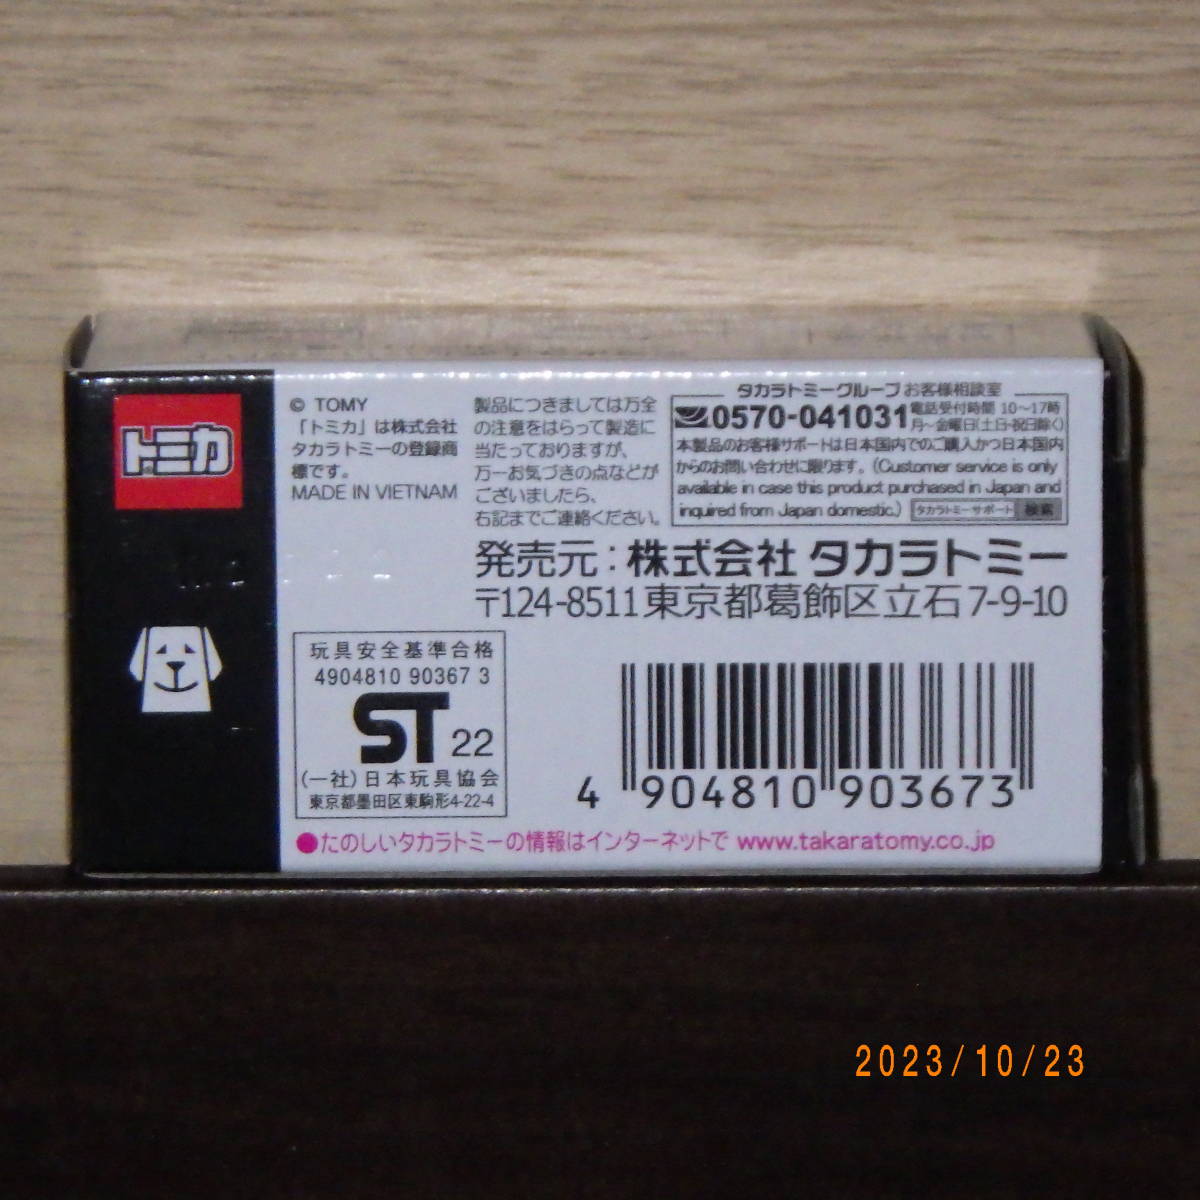 トミカ
© TOMY
「トミカ」は株式会社
タカラトミーの登録商
標です。
MADE IN VIETNAM
製品につきましては万全
の注意をはらって製造に
当たっておりますが、
万一お気づきの点などが
ございましたら、
右記までご連絡ください。
タカラトミーグループ お客様相談室
0570-041031 電話受付時間 10～17時
月～金曜日(土・日・祝日除く)
本製品のお客様サポートは日本国内でのご購入かつ日本国内
からのお問い合わせに限ります。(Customer service is only
available in case this product purchased in Japan and
inquired from Japan domestic.) タカラトミーサポート 検索
発売元：株式会社 タカラトミー
〒124-8511 東京都葛飾区立石 7-9-10
玩具安全基準合格
4904810 90367 3
ST 22
(一社)日本玩具協会
東京都墨田区東駒形4-22-4
4 904810 903673
●たのしいタカラトミーの情報はインターネットで www.takaratomy.co.jp
2023/10/23